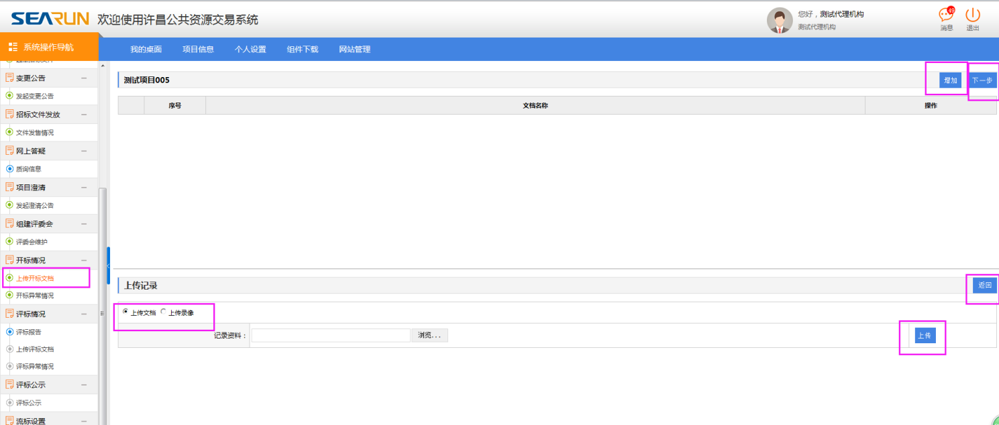 SEARUN 欢迎使用许昌公共资源交易系统
您好，测试代理机构
测试代理机构
49
消息 退出
系统操作导航
我的桌面 项目信息 个人设置 组件下载 网站管理
变更公告
发起变更公告
招标文件发放
文件发售情况
网上答疑
质询信息
项目澄清
发起澄清公告
组建评委会
评委会维护
开标情况
上传开标文档
开标异常情况
评标情况
评标报告
上传评标文档
评标异常情况
评标公示
评标公示
流标设置
测试项目005
增加 下一步
序号 文档名称 操作
上传记录
返回
上传文档 上传录像
记录资料： 浏览... 上传